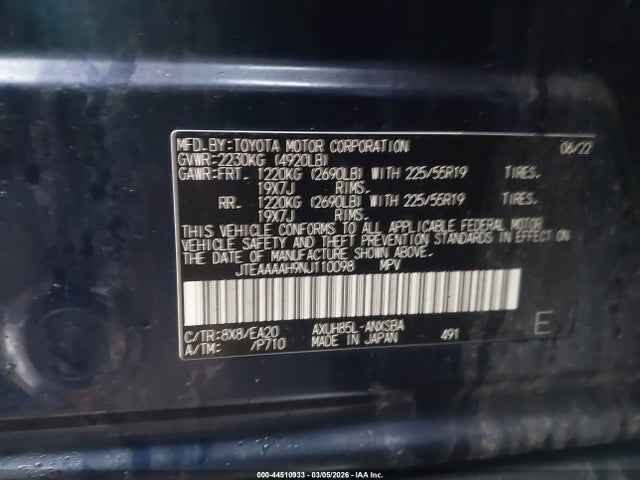 MFD.BY:TOYOTA MOTOR CORPORATION 06/22
GVWR:2230KG (4920LB)
GAWR:FRT. 1220KG (2690LB) WITH 225/55R19 TIRES.
19X7J RIMS.
RR. 1220KG (2690LB) WITH 225/55R19 TIRES.
19X7J RIMS.
THIS VEHICLE CONFORMS TO ALL APPLICABLE FEDERAL MOTOR
VEHICLE SAFETY AND THEFT PREVENTION STANDARDS IN EFFECT ON
THE DATE OF MANUFACTURE SHOWN ABOVE.
JTEAAAAH9NJ110098 MPV
C/TR:8X8/EA20 AXUH85L-ANXSBA 491
A/TM: /P710 MADE IN JAPAN
E
000-44510933 - 03/05/2026 - IAA Inc.